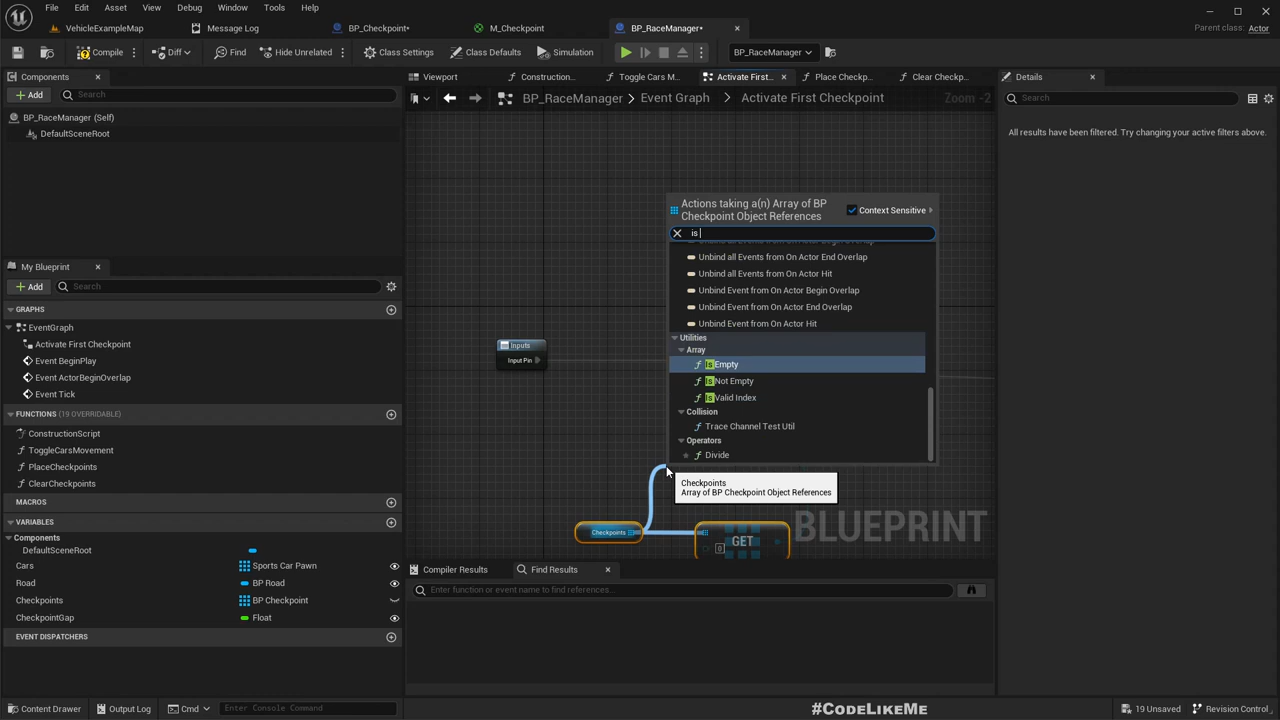 File Edit Asset View Debug Window Tools Help
VehicleExampleMap
Message Log
BP_Checkpoint*
M_Checkpoint
BP_RaceManager*
Parent class: Actor
Compile
Diff
Find
Hide Unrelated
Class Settings
Class Defaults
Simulation
BP_RaceManager
Components
Add
Search
BP_RaceManager (Self)
DefaultSceneRoot
My Blueprint
Add
Search
GRAPHS
EventGraph
Activate First Checkpoint
Event BeginPlay
Event ActorBeginOverlap
Event Tick
FUNCTIONS (19 OVERRIDABLE)
ConstructionScript
ToggleCarsMovement
PlaceCheckpoints
ClearCheckpoints
MACROS
VARIABLES
Components
DefaultSceneRoot
Cars Sports Car Pawn
Road BP Road
Checkpoints BP Checkpoint
CheckpointGap Float
EVENT DISPATCHERS
Viewport
Construction...
Toggle Cars M...
Activate First...
Place Checkp...
Clear Checkp...
BP_RaceManager > Event Graph > Activate First Checkpoint
Zoom -2
Inputs
Input Pin
Actions taking a(n) Array of BP
Checkpoint Object References
Context Sensitive
is
Unbind all Events from On Actor End Overlap
Unbind all Events from On Actor Hit
Unbind Event from On Actor Begin Overlap
Unbind Event from On Actor End Overlap
Unbind Event from On Actor Hit
Utilities
Array
Is Empty
Is Not Empty
Is Valid Index
Collision
Trace Channel Test Util
Operators
Divide
Checkpoints
Array of BP Checkpoint Object References
Checkpoints
GET
0
BLUEPRINT
Compiler Results
Find Results
Enter function or event name to find references...
Details
Search
All results have been filtered. Try changing your active filters above.
Content Drawer
Output Log
Cmd
Enter Console Command
#CODELIKEME
19 Unsaved
Revision Control